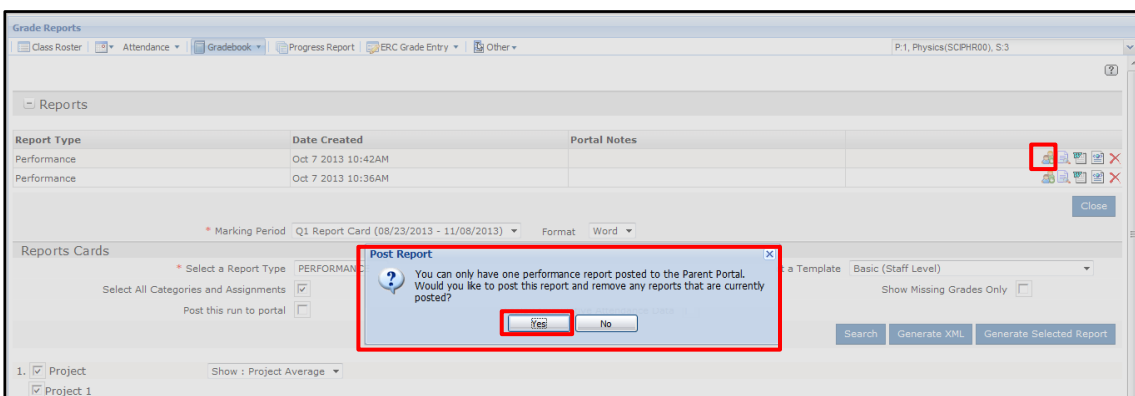 Grade Reports
Class Roster Attendance Gradebook Progress Report ERC Grade Entry Other P:1, Physics(SCIPHR00), S:3
Reports
Report Type Date Created Portal Notes
Performance Oct 7 2013 10:42AM
Performance Oct 7 2013 10:36AM
Close
* Marking Period Q1 Report Card (08/23/2013 - 11/08/2013) Format Word
Reports Cards
Post Report
* Select a Report Type PERFORMANC t a Template Basic (Staff Level)
You can only have one performance report posted to the Parent Portal.
Would you like to post this report and remove any reports that are currently
posted?
Select All Categories and Assignments Show Missing Grades Only
Post this run to portal
Yes No
Search Generate XML Generate Selected Report
1. Project Show : Project Average
Project 1